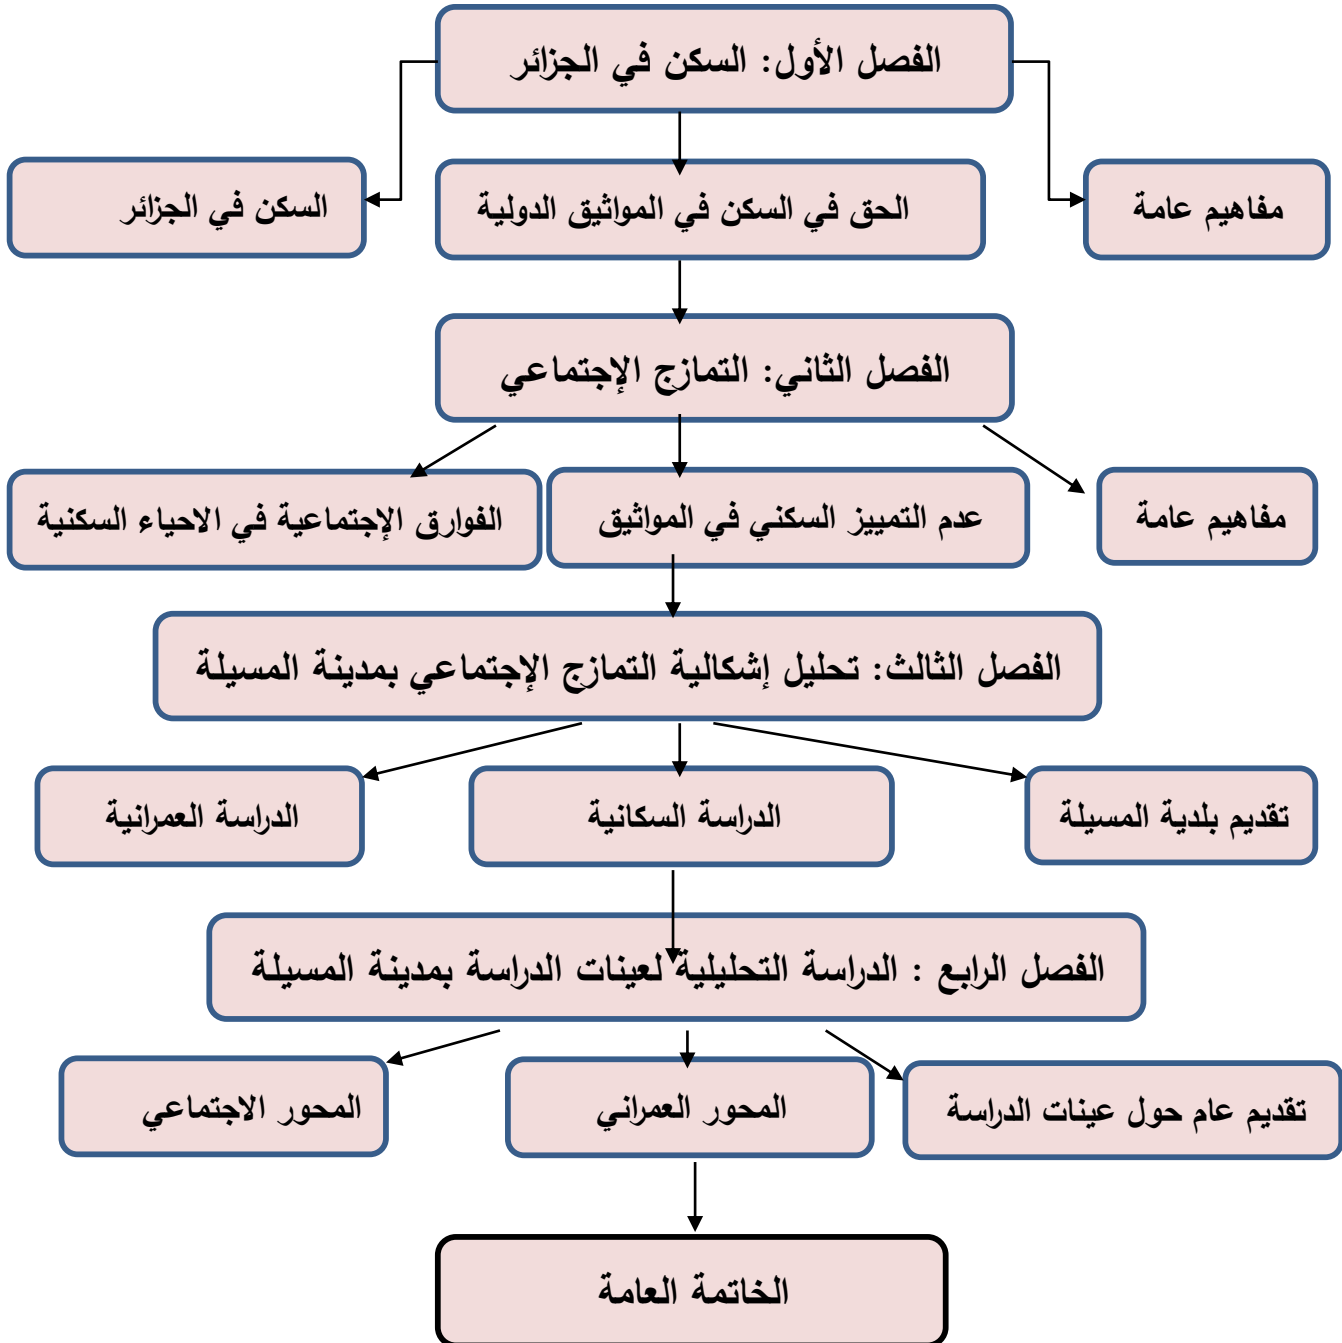 الفصل الأول: السكن في الجزائر
مفاهيم عامة
الحق في السكن في المواثيق الدولية
السكن في الجزائر
الفصل الثاني: التمازج الإجتماعي
مفاهيم عامة
عدم التمييز السكني في المواثيق
الفوارق الإجتماعية في الاحياء السكنية
الفصل الثالث: تحليل إشكالية التمازج الإجتماعي بمدينة المسيلة
تقديم بلدية المسيلة
الدراسة السكانية
الدراسة العمرانية
الفصل الرابع : الدراسة التحليلية لعينات الدراسة بمدينة المسيلة
تقديم عام حول عينات الدراسة
المحور العمراني
المحور الاجتماعي
الخاتمة العامة